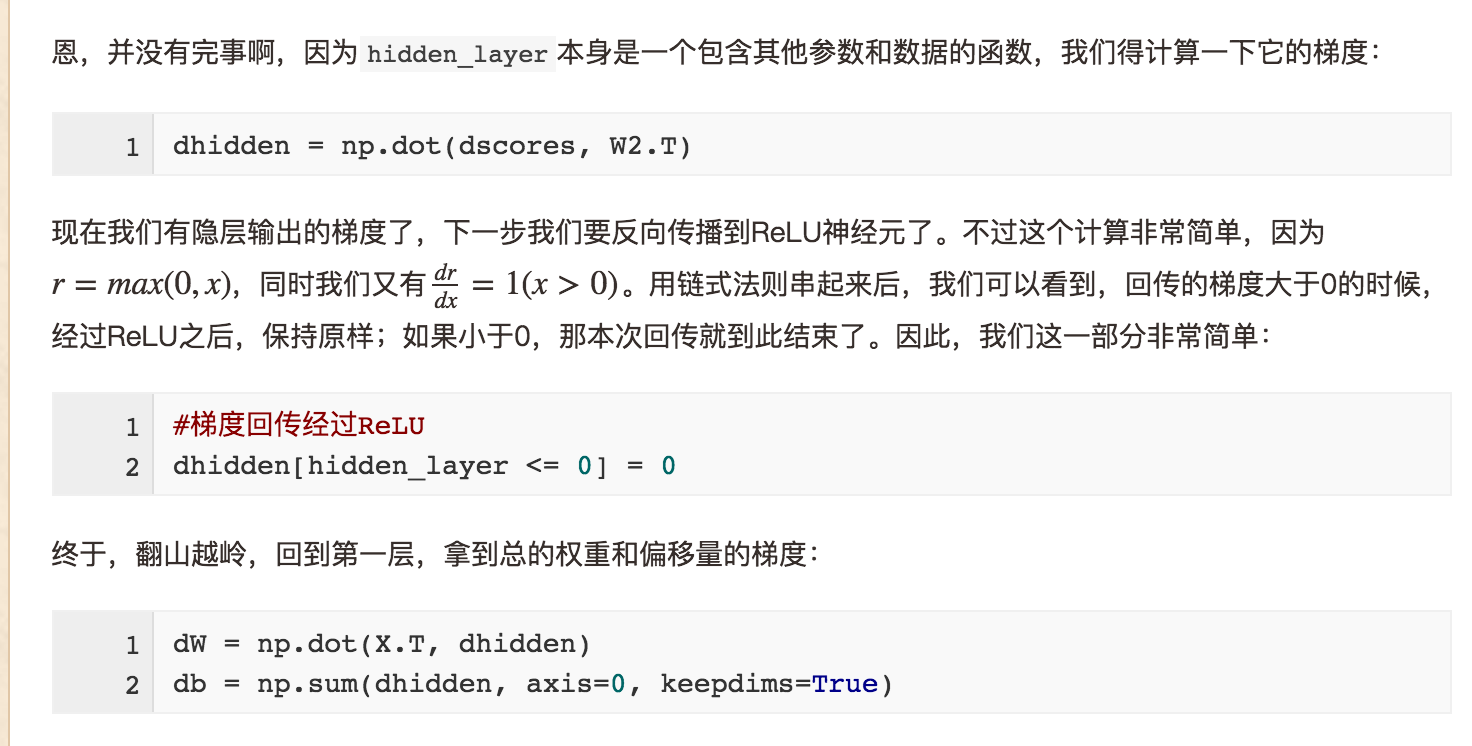 恩，并没有完事啊，因为 hidden_layer 本身是一个包含其他参数和数据的函数，我们得计算一下它的梯度：
1 dhidden = np.dot(dscores, W2.T)
现在我们有隐层输出的梯度了，下一步我们要反向传播到ReLU神经元了。不过这个计算非常简单，因为
r = max(0, x)，同时我们又有 dr/dx = 1(x > 0)。用链式法则串起来后，我们可以看到，回传的梯度大于0的时候，
经过ReLU之后，保持原样；如果小于0，那本次回传就到此结束了。因此，我们这一部分非常简单：
1 #梯度回传经过ReLU
2 dhidden[hidden_layer <= 0] = 0
终于，翻山越岭，回到第一层，拿到总的权重和偏移量的梯度：
1 dW = np.dot(X.T, dhidden)
2 db = np.sum(dhidden, axis=0, keepdims=True)